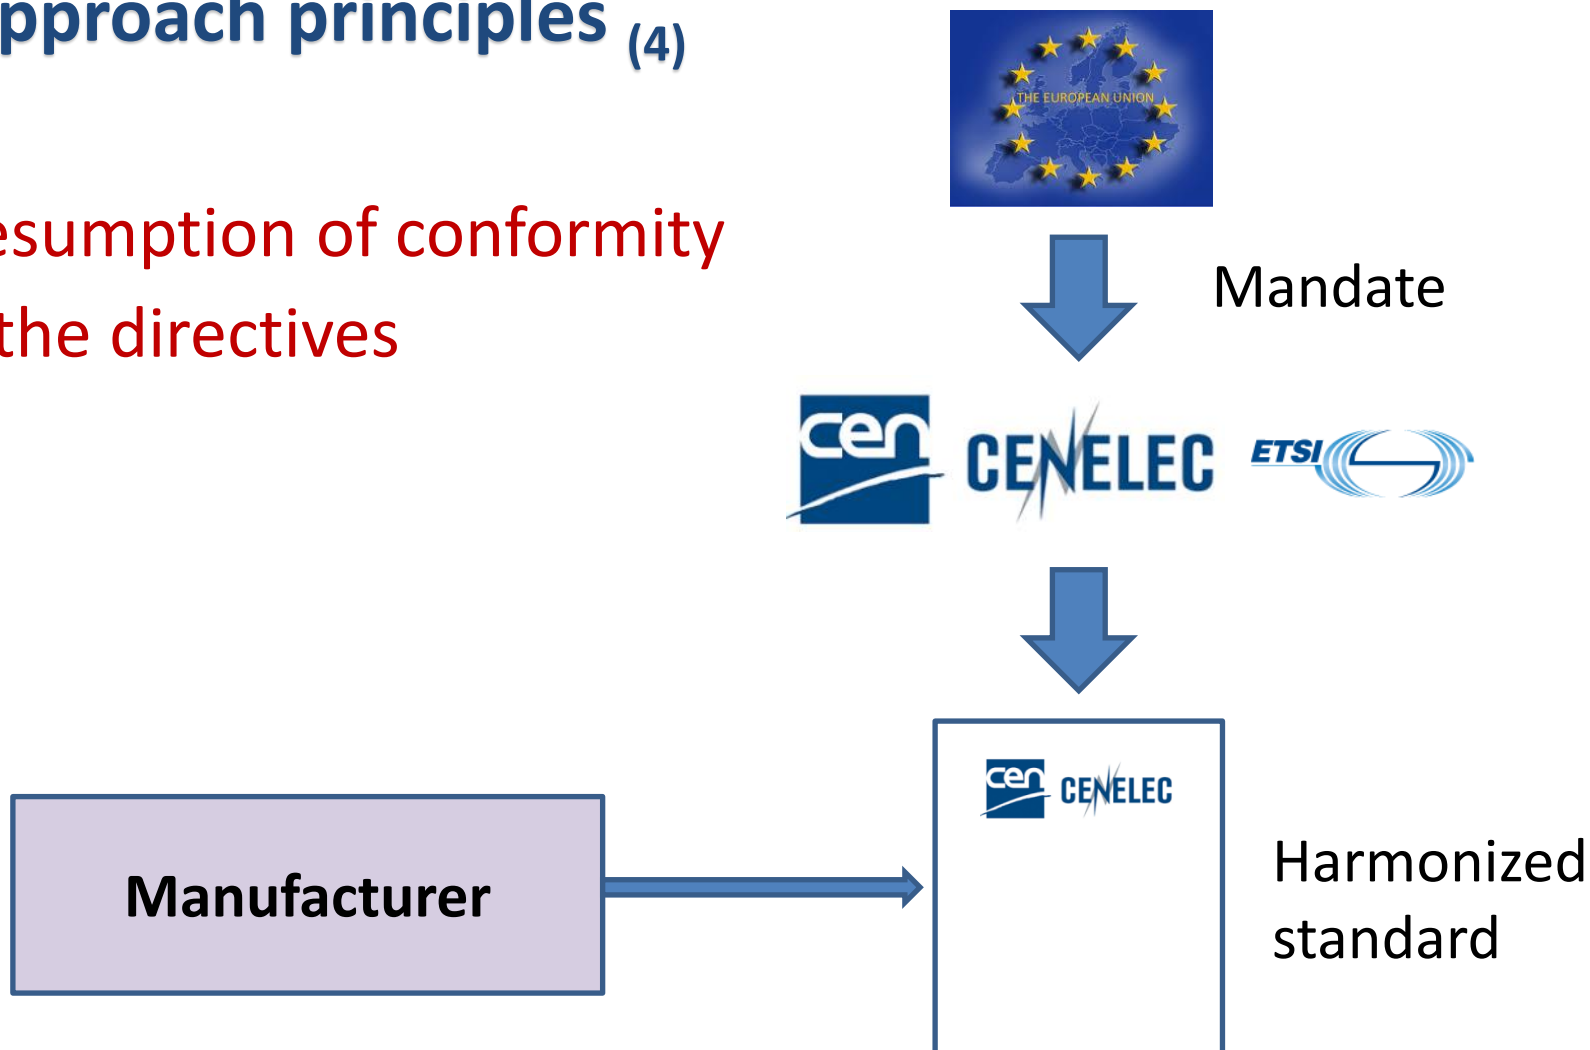 pproach principles (4)
THE EUROPEAN UNION
esumption of conformity
the directives
Mandate
cen
CENELEC
ETSI
cen
CENELEC
Manufacturer
Harmonized
standard